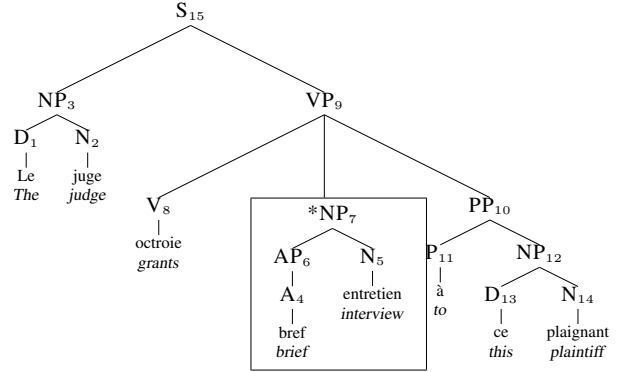 S₁₅
NP₃ VP₉
D₁ N₂
Le juge
The judge
V₈ *NP₇ PP₁₀
octroie
grants
AP₆ N₅ P₁₁ NP₁₂
A₄ entretien à D₁₃ N₁₄
interview to
bref ce plaignant
brief this plaintiff